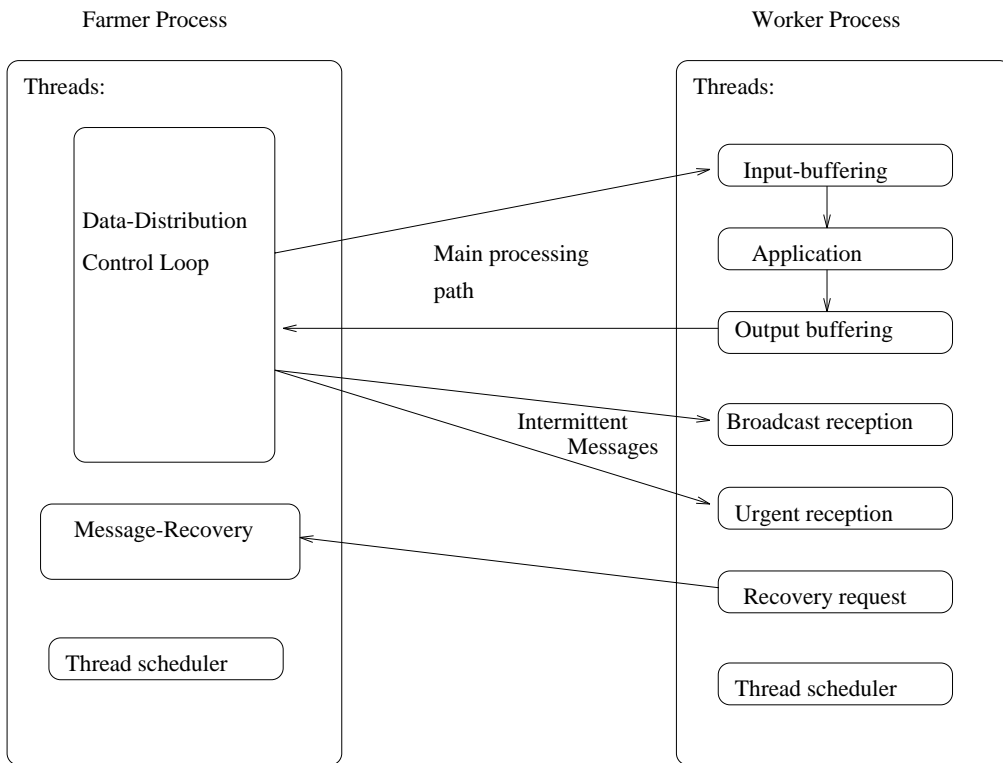 Farmer Process
Worker Process
Threads:
Threads:
Input-buffering
Data-Distribution
Control Loop
Main processing
path
Application
Output buffering
Intermittent
Messages
Broadcast reception
Urgent reception
Message-Recovery
Recovery request
Thread scheduler
Thread scheduler